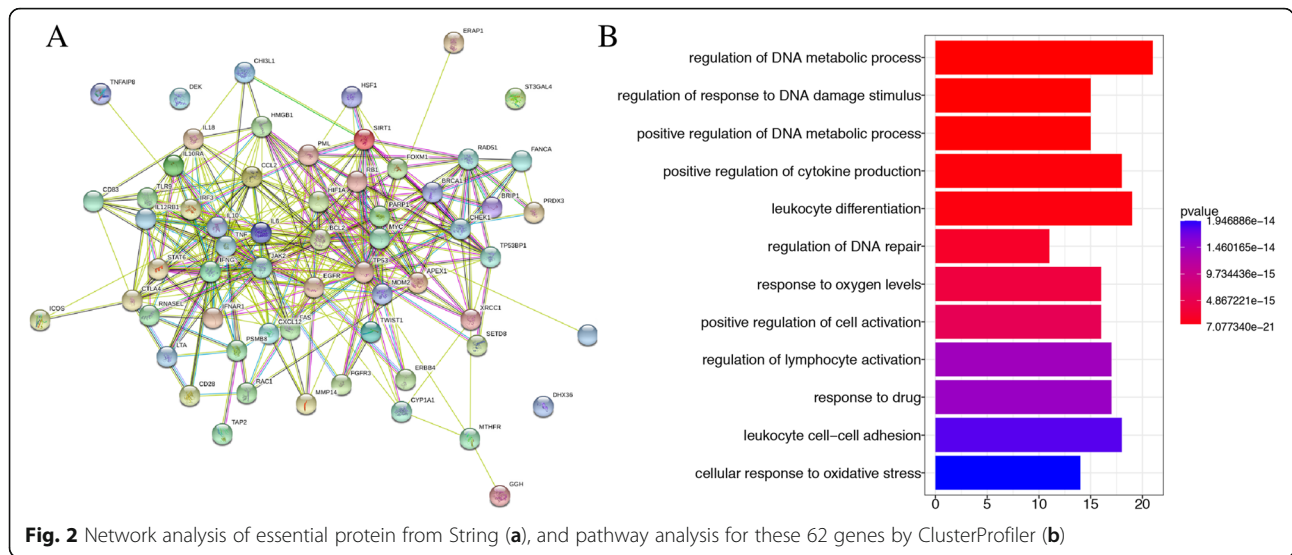 A
B
ERAP1
CHI3L1
TNFAIP8
DEK
HSF1
ST3GAL4
HMGB1
SIRT1
IL18
PML
RAD51
FANCA
IL10RA
FOXM1
CCL2
RB1
BRCA1
CD83
TLR9
IRF3
HIF1A
BRIP1
PRDX3
IL12RB1
PARP1
IL10
IL6
CHEK1
TNF
BCL2
MYC
TP53BP1
STAT6
IFNG
JAK2
TP53
EGFR
APEX1
MDM2
CTLA4
ICOS
RNASEL
IFNAR1
XRCC1
CXCL12
FAS
TWIST1
SETD8
LTA
PSMB8
CD28
RAC1
FGFR3
ERBB4
MMP14
DHX36
CYP1A1
TAP2
MTHFR
GGH
regulation of DNA metabolic process
regulation of response to DNA damage stimulus
positive regulation of DNA metabolic process
positive regulation of cytokine production
leukocyte differentiation
regulation of DNA repair
response to oxygen levels
positive regulation of cell activation
regulation of lymphocyte activation
response to drug
leukocyte cell−cell adhesion
cellular response to oxidative stress
0 5 10 15 20
pvalue
1.946886e−14
1.460165e−14
9.734436e−15
4.867221e−15
7.077340e−21
Fig. 2 Network analysis of essential protein from String (a), and pathway analysis for these 62 genes by ClusterProfiler (b)